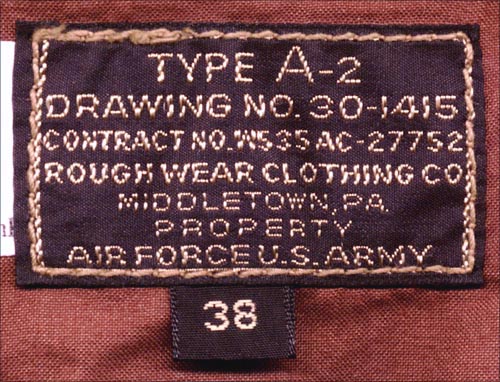 TYPE A-2
DRAWING NO. 30-1415
CONTRACT NO. W535 AC-27752
ROUGH WEAR CLOTHING CO
MIDDLETOWN, PA.
PROPERTY
AIR FORCE U.S. ARMY
38